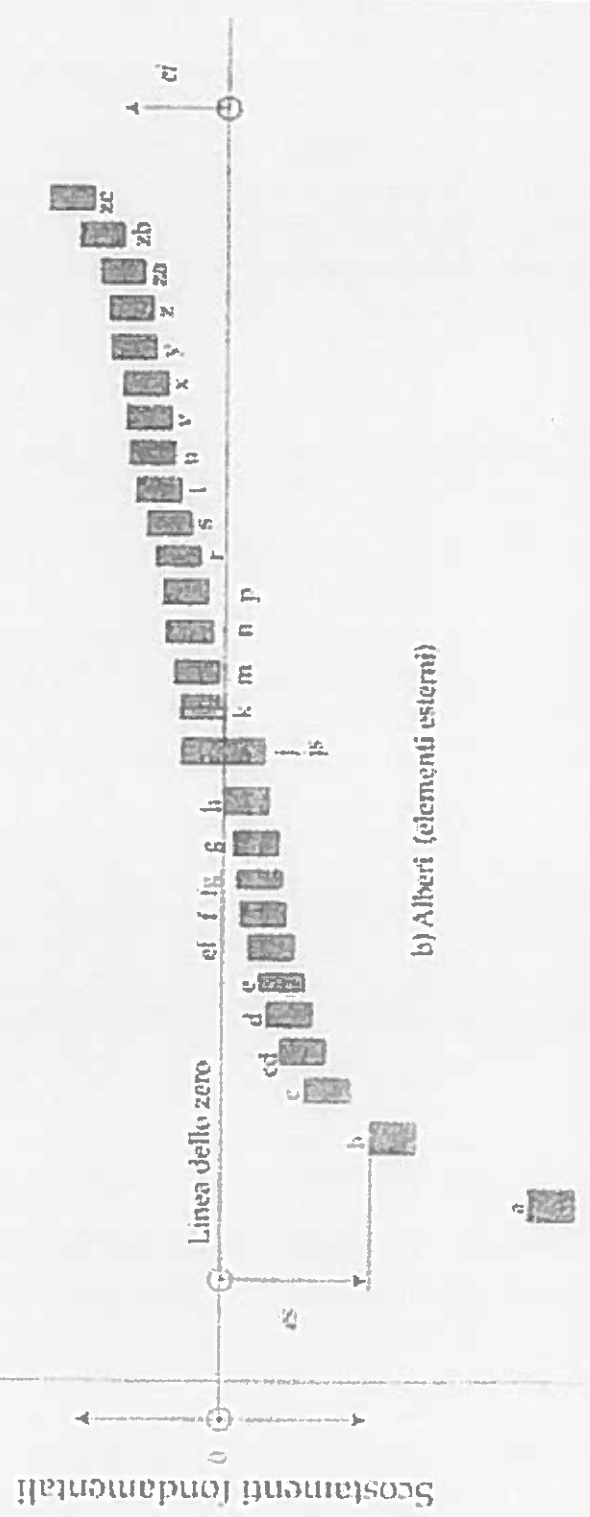 Scostamenti fondamentali
0
Linea dello zero
es
ei
a
b
c
cd
d
e
ef
f
fg
g
h
j
js
k
m
n
p
r
s
t
u
v
x
y
z
za
zb
zc
b) Alberi (elementi esterni)